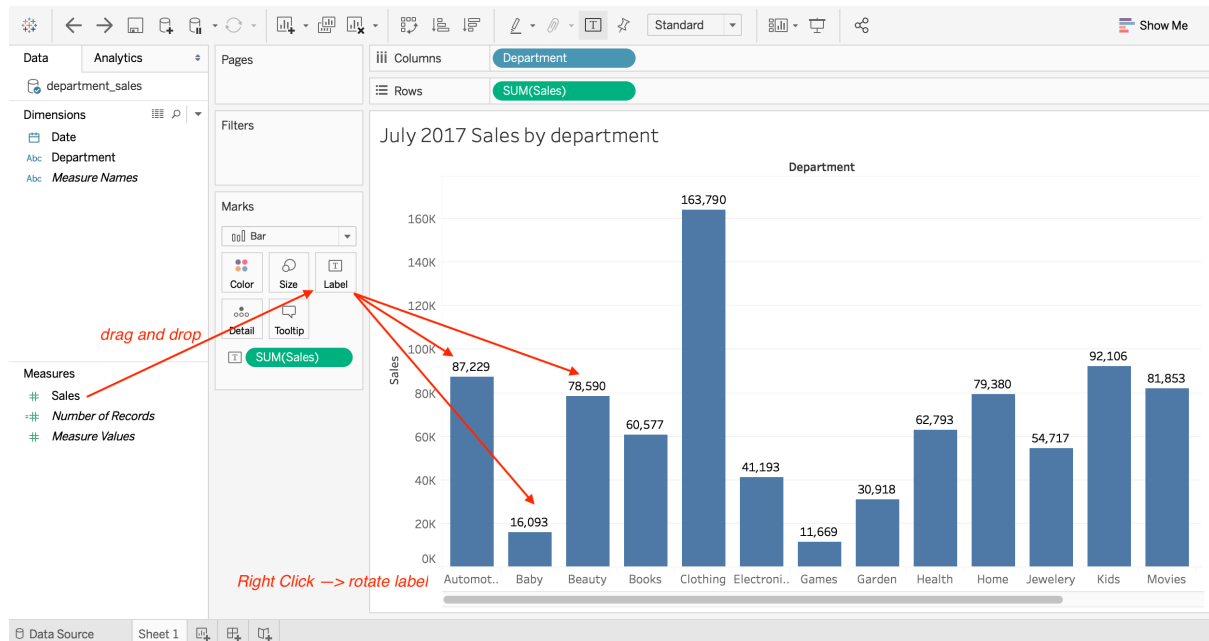 Standard
Show Me
Data
Analytics
department_sales
Dimensions
Date
Abc Department
Abc Measure Names
Measures
Sales
Number of Records
Measure Values
Pages
Filters
Marks
Bar
Color
Size
T
Label
Detail
Tooltip
T SUM(Sales)
drag and drop
iii Columns
Department
Rows
SUM(Sales)
July 2017 Sales by department
Department
Sales
160K
140K
120K
100K
80K
60K
40K
20K
0K
87,229
16,093
78,590
60,577
163,790
41,193
11,669
30,918
62,793
79,380
54,717
92,106
81,853
Right Click —> rotate label
Automot.. Baby Beauty Books Clothing Electroni.. Games Garden Health Home Jewelery Kids Movies
Data Source
Sheet 1